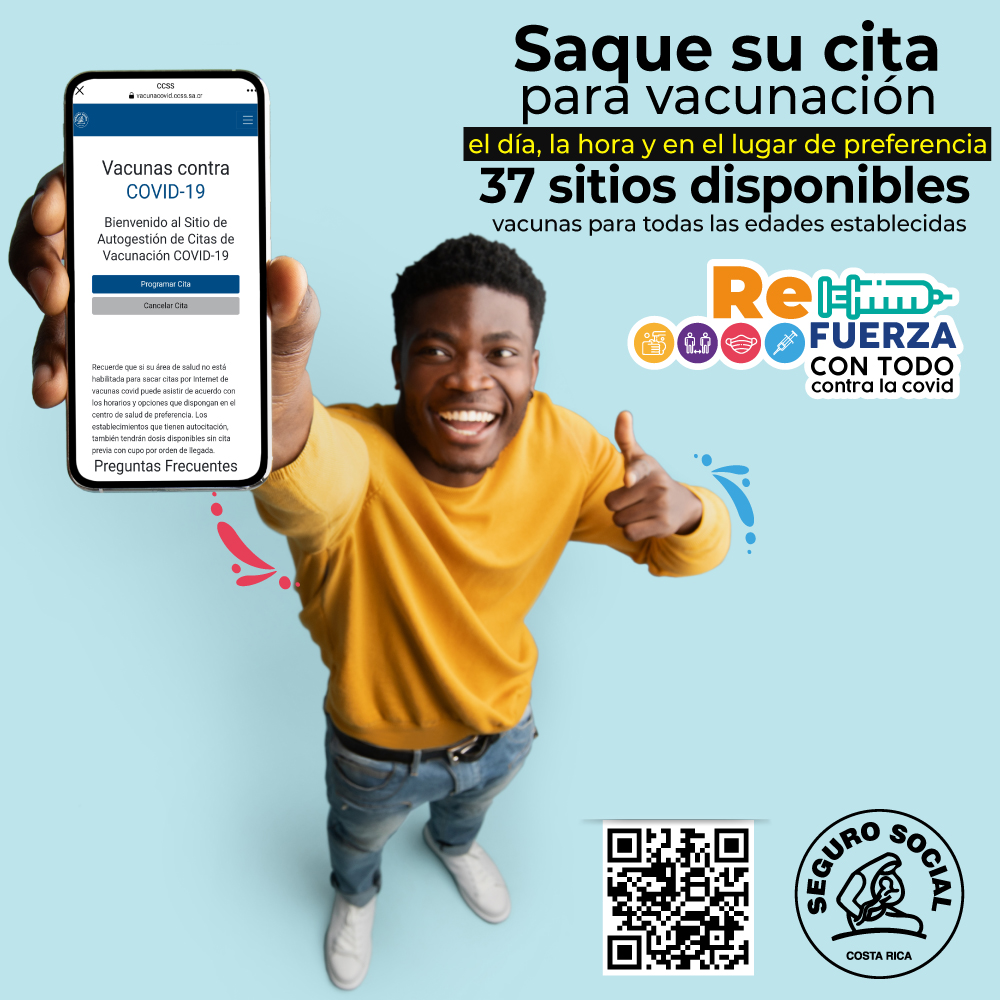 Saque su cita
para vacunación
el día, la hora y en el lugar de preferencia
37 sitios disponibles
vacunas para todas las edades establecidas
Re
FUERZA
CON TODO
contra la covid
CCSS
vacunacovid.ccss.sa.cr
Vacunas contra
COVID-19
Bienvenido al Sitio de
Autogestión de Citas de
Vacunación COVID-19
Programar Cita
Cancelar Cita
Recuerde que si su área de salud no está
habilitada para sacar citas por Internet de
vacunas covid puede asistir de acuerdo con
los horarios y opciones que dispongan en el
centro de salud de preferencia. Los
establecimientos que tienen autocitación,
también tendrán dosis disponibles sin cita
previa con cupo por orden de llegada.
Preguntas Frecuentes
SEGURO SOCIAL
COSTA RICA